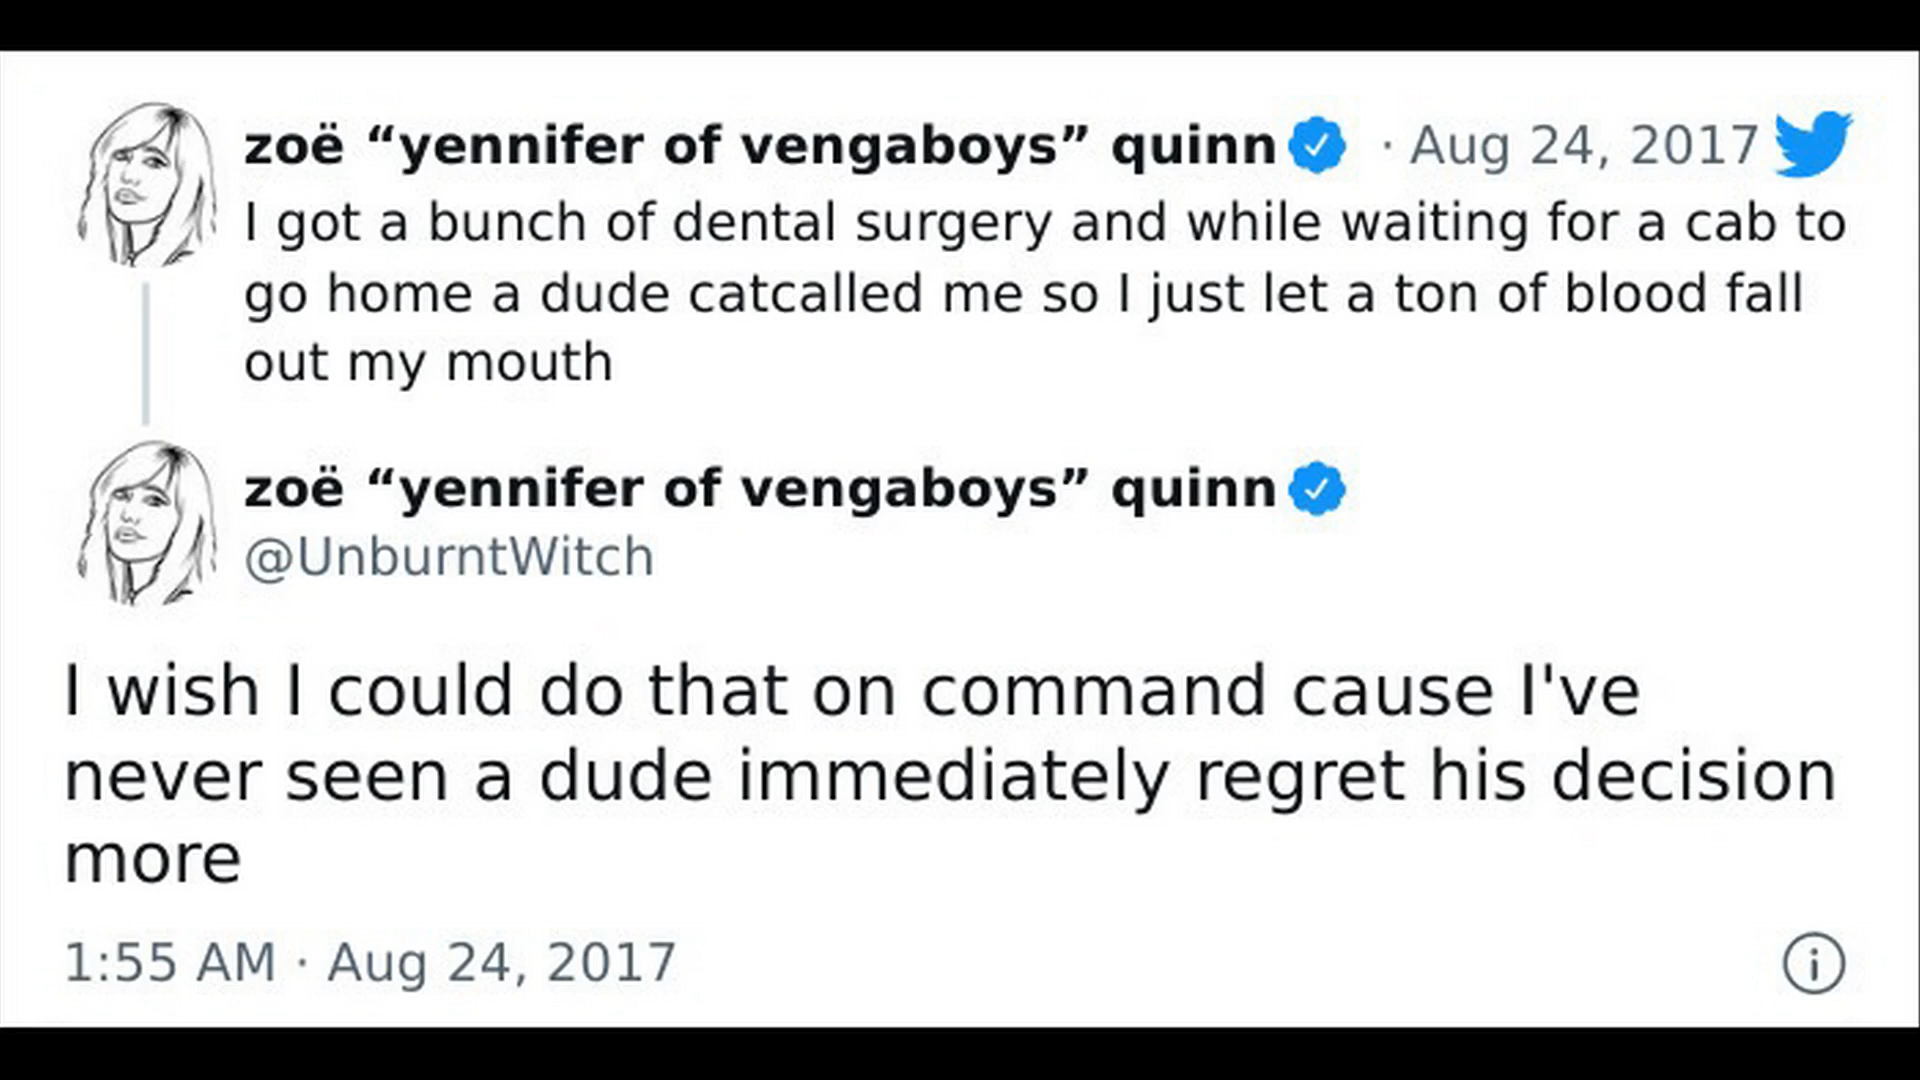 zoë “yennifer of vengaboys” quinn · Aug 24, 2017
I got a bunch of dental surgery and while waiting for a cab to
go home a dude catcalled me so I just let a ton of blood fall
out my mouth
zoë “yennifer of vengaboys” quinn
@UnburntWitch
I wish I could do that on command cause I've
never seen a dude immediately regret his decision
more
1:55 AM · Aug 24, 2017